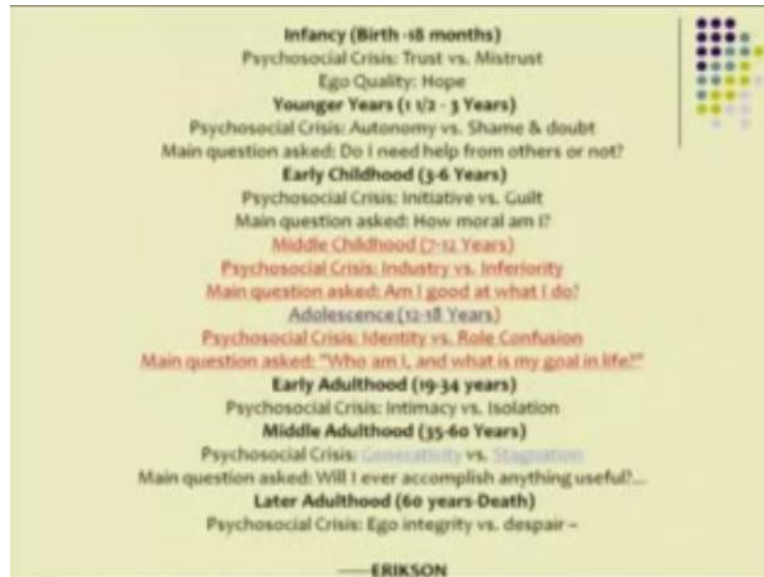 Infancy (Birth -18 months)
Psychosocial Crisis: Trust vs. Mistrust
Ego Quality: Hope
Younger Years (1 1/2 - 3 Years)
Psychosocial Crisis: Autonomy vs. Shame & doubt
Main question asked: Do I need help from others or not?
Early Childhood (3-6 Years)
Psychosocial Crisis: Initiative vs. Guilt
Main question asked: How moral am I?
Middle Childhood (7-12 Years)
Psychosocial Crisis: Industry vs. Inferiority
Main question asked: Am I good at what I do?
Adolescence (12-18 Years)
Psychosocial Crisis: Identity vs. Role Confusion
Main question asked: "Who am I, and what is my goal in life?"
Early Adulthood (19-34 years)
Psychosocial Crisis: Intimacy vs. Isolation
Middle Adulthood (35-60 Years)
Psychosocial Crisis: Generativity vs. Stagnation
Main question asked: Will I ever accomplish anything useful?...
Later Adulthood (60 years-Death)
Psychosocial Crisis: Ego integrity vs. despair –
——ERIKSON